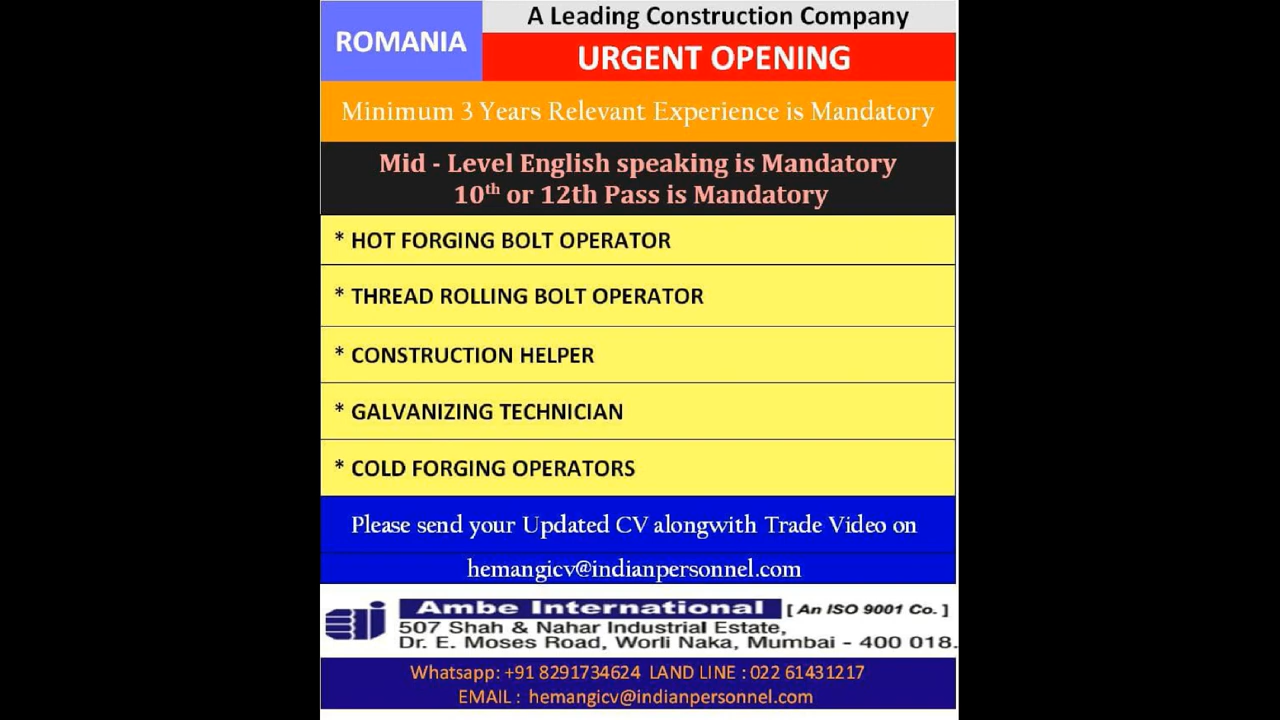 ROMANIA
A Leading Construction Company
URGENT OPENING
Minimum 3 Years Relevant Experience is Mandatory
Mid - Level English speaking is Mandatory
10th or 12th Pass is Mandatory
* HOT FORGING BOLT OPERATOR
* THREAD ROLLING BOLT OPERATOR
* CONSTRUCTION HELPER
* GALVANIZING TECHNICIAN
* COLD FORGING OPERATORS
Please send your Updated CV alongwith Trade Video on
hemangicv@indianpersonnel.com
Ambe International [ An ISO 9001 Co. ]
507 Shah & Nahar Industrial Estate,
Dr. E. Moses Road, Worli Naka, Mumbai - 400 018.
Whatsapp: +91 8291734624 LAND LINE : 022 61431217
EMAIL : hemangicv@indianpersonnel.com